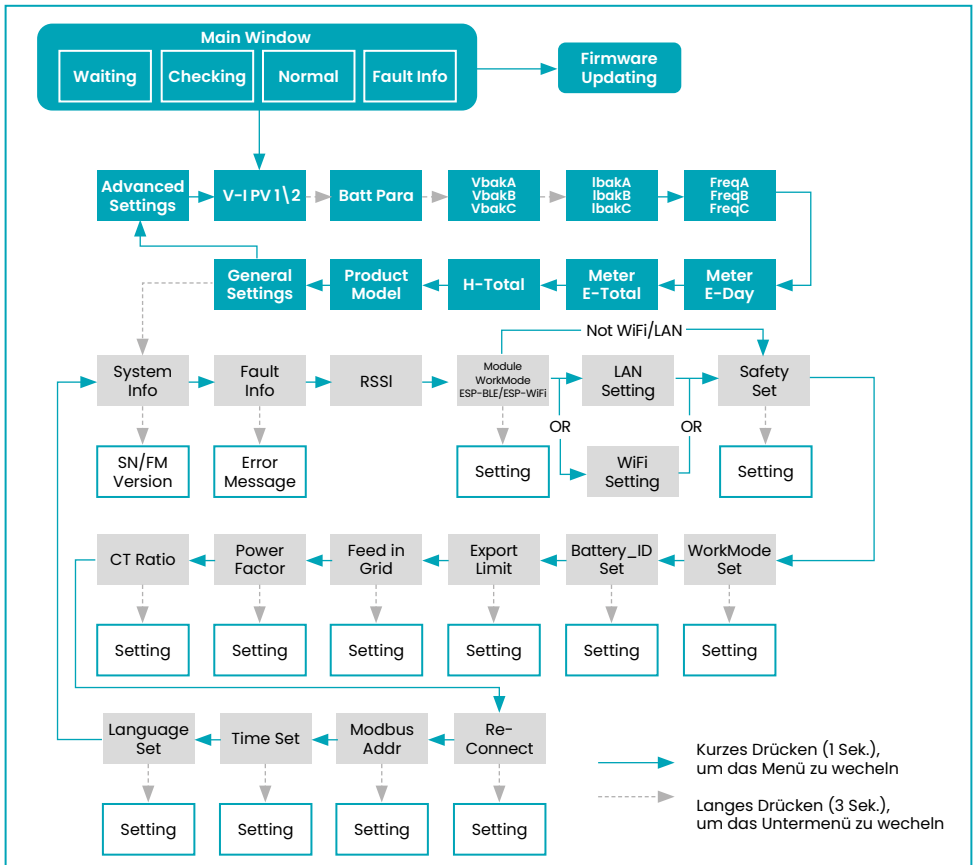 Main Window
Waiting
Checking
Normal
Fault Info
Firmware
Updating
Advanced
Settings
V-I PV 1\2
Batt Para
VbakA
VbakB
VbakC
IbakA
IbakB
IbakC
FreqA
FreqB
FreqC
General
Settings
Product
Model
H-Total
Meter
E-Total
Meter
E-Day
Not WiFi/LAN
System
Info
Fault
Info
RSSI
Module
WorkMode
ESP-BLE/ESP-WiFi
LAN
Setting
Safety
Set
OR
OR
SN/FM
Version
Error
Message
Setting
WiFi
Setting
Setting
CT Ratio
Power
Factor
Feed in
Grid
Export
Limit
Battery_ID
Set
WorkMode
Set
Setting
Setting
Setting
Setting
Setting
Setting
Language
Set
Time Set
Modbus
Addr
Re-
Connect
Setting
Setting
Setting
Setting
Kurzes Drücken (1 Sek.),
um das Menü zu wecheln
Langes Drücken (3 Sek.),
um das Untermenü zu wecheln